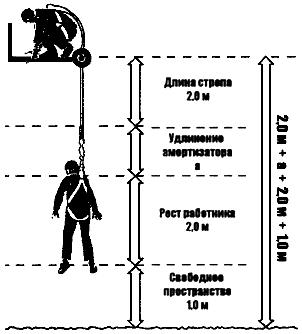 Длина стропа
2.0 м
Удлинение
амортизатора
а
Рост работника
2,0 м
Свободное
пространство
1.0 м
2.0 м + а + 2.0 м + 1.0 м